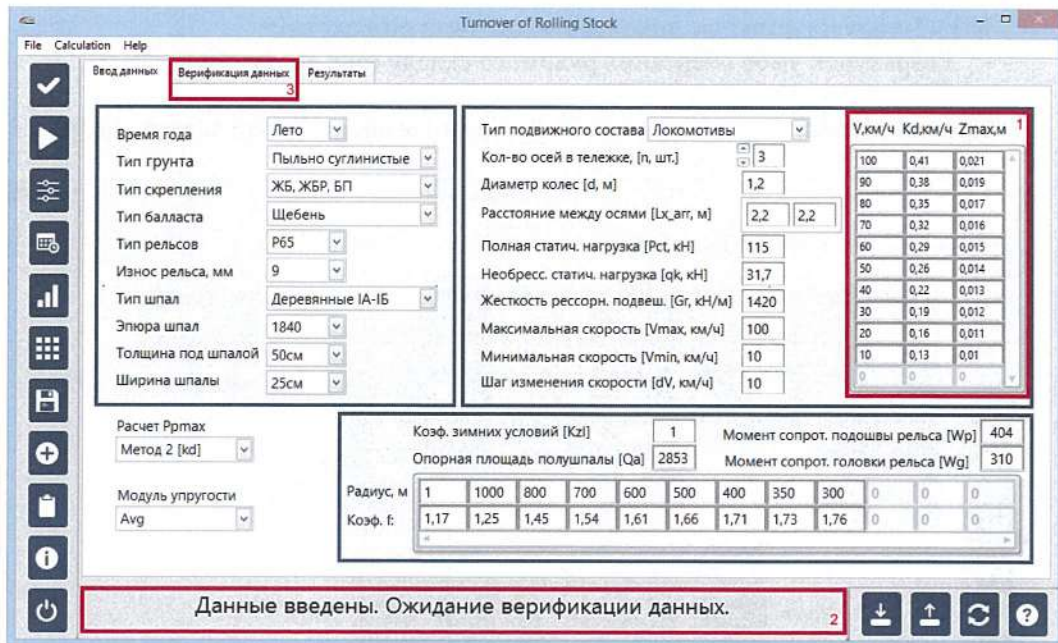 Turnover of Rolling Stock
File Calculation Help
Ввод данных Верификация данных Результаты
3
Время года Лето
Тип грунта Пыльно суглинистые
Тип скрепления ЖБ, ЖБР, БП
Тип балласта Щебень
Тип рельсов Р65
Износ рельса, мм 9
Тип шпал Деревянные IА-IБ
Эпюра шпал 1840
Толщина под шпалой 50см
Ширина шпалы 25см
Тип подвижного состава Локомотивы
Кол-во осей в тележке, [n, шт.] 3
Диаметр колес [d, м] 1,2
Расстояние между осями [Lx_arr, м] 2,2 2,2
Полная статич. нагрузка [Pct, кН] 115
Необресс. статич. нагрузка [qk, кН] 31,7
Жесткость рессорн. подвеш. [Gr, кН/м] 1420
Максимальная скорость [Vmax, км/ч] 100
Минимальная скорость [Vmin, км/ч] 10
Шаг изменения скорости [dV, км/ч] 10
V,км/ч Kd,км/ч Zmax,м 1
100 0,41 0,021
90 0,38 0,019
80 0,35 0,017
70 0,32 0,016
60 0,29 0,015
50 0,26 0,014
40 0,22 0,013
30 0,19 0,012
20 0,16 0,011
10 0,13 0,01
0 0 0
Расчет Ppmax
Метод 2 [kd]
Модуль упругости
Avg
Коэф. зимних условий [Kzl] 1 Момент сопрот. подошвы рельса [Wp] 404
Опорная площадь полушпалы [Qa] 2853 Момент сопрот. головки рельса [Wg] 310
Радиус, м 1 1000 800 700 600 500 400 350 300 0 0 0
Коэф. f: 1,17 1,25 1,45 1,54 1,61 1,66 1,71 1,73 1,76 0 0 0
Данные введены. Ожидание верификации данных. 2